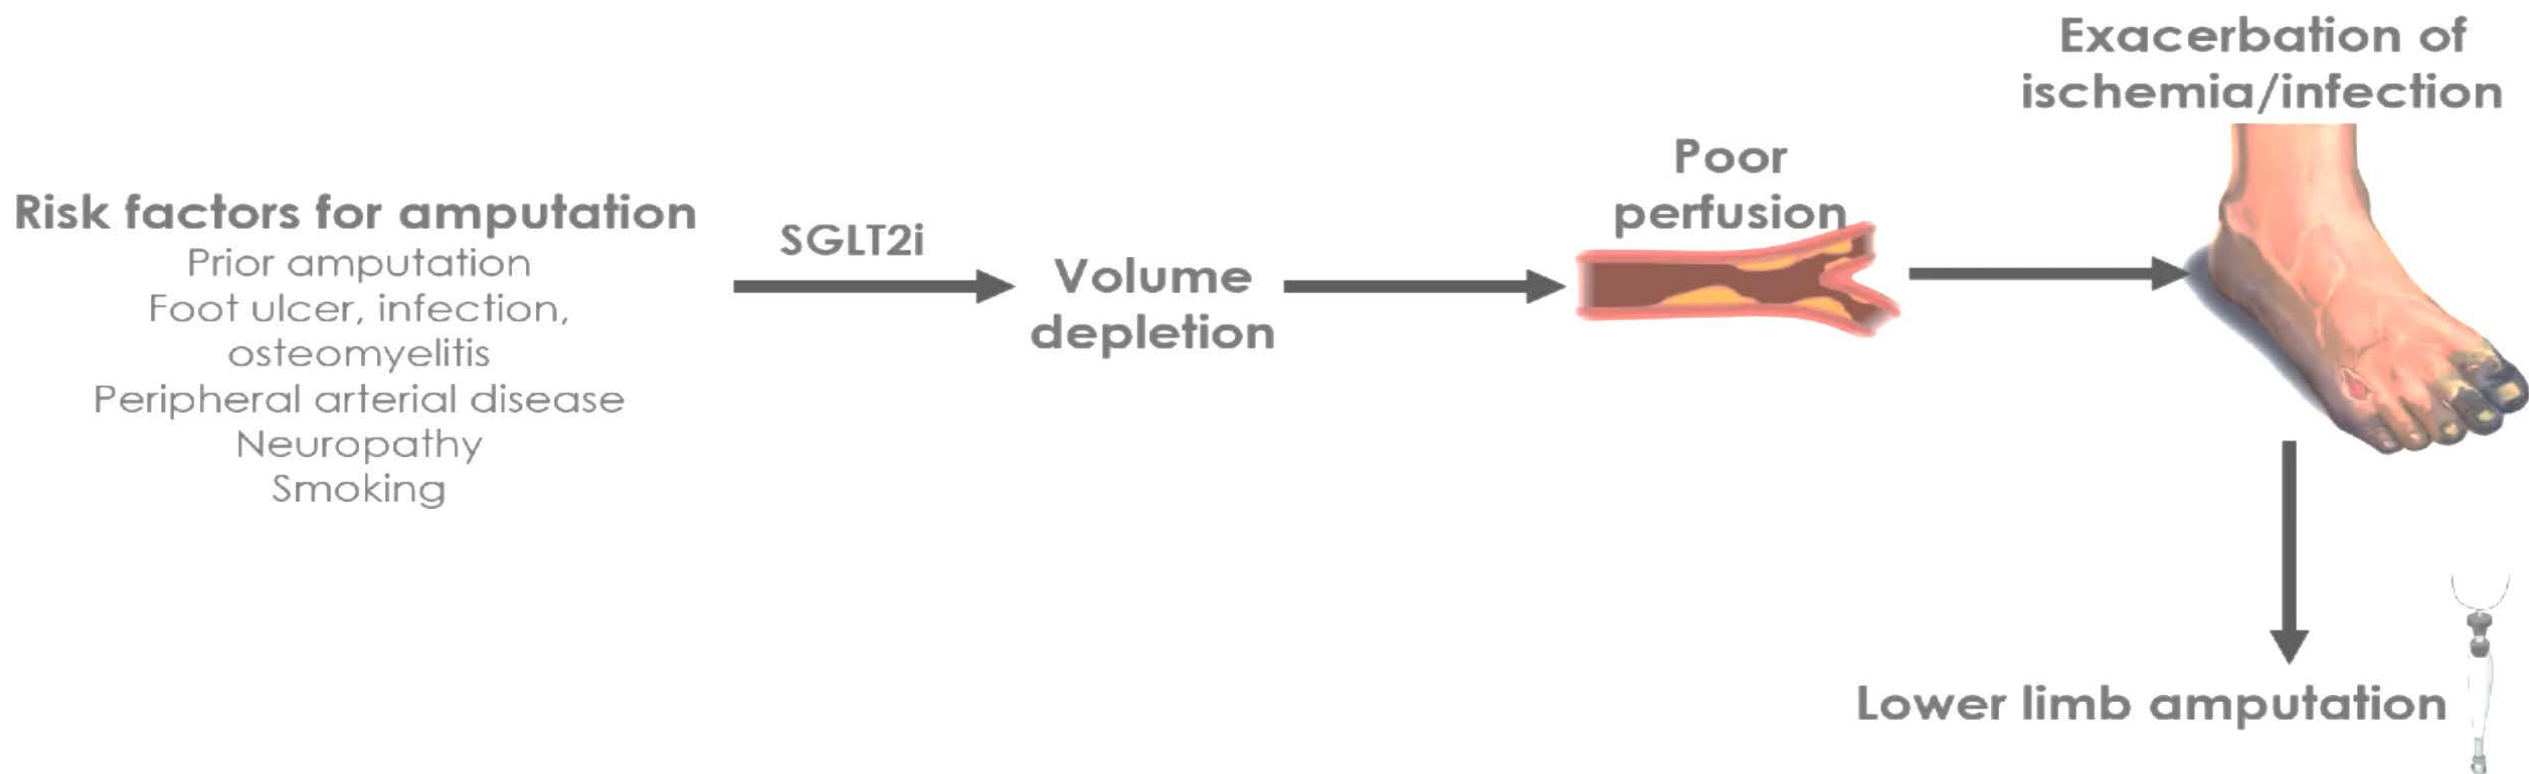 Risk factors for amputation
Prior amputation
Foot ulcer, infection,
osteomyelitis
Peripheral arterial disease
Neuropathy
Smoking
SGLT2i
Volume
depletion
Poor
perfusion
Exacerbation of
ischemia/infection
Lower limb amputation